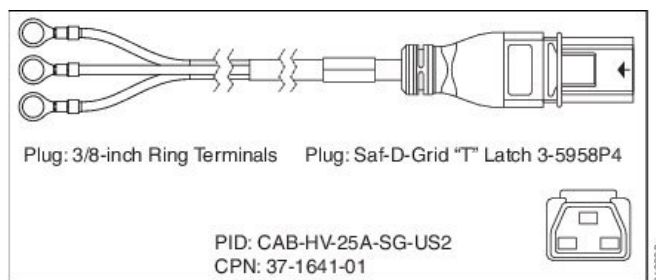 Plug: 3/8-inch Ring Terminals Plug: Saf-D-Grid “T” Latch 3-5958P4
PID: CAB-HV-25A-SG-US2
CPN: 37-1641-01